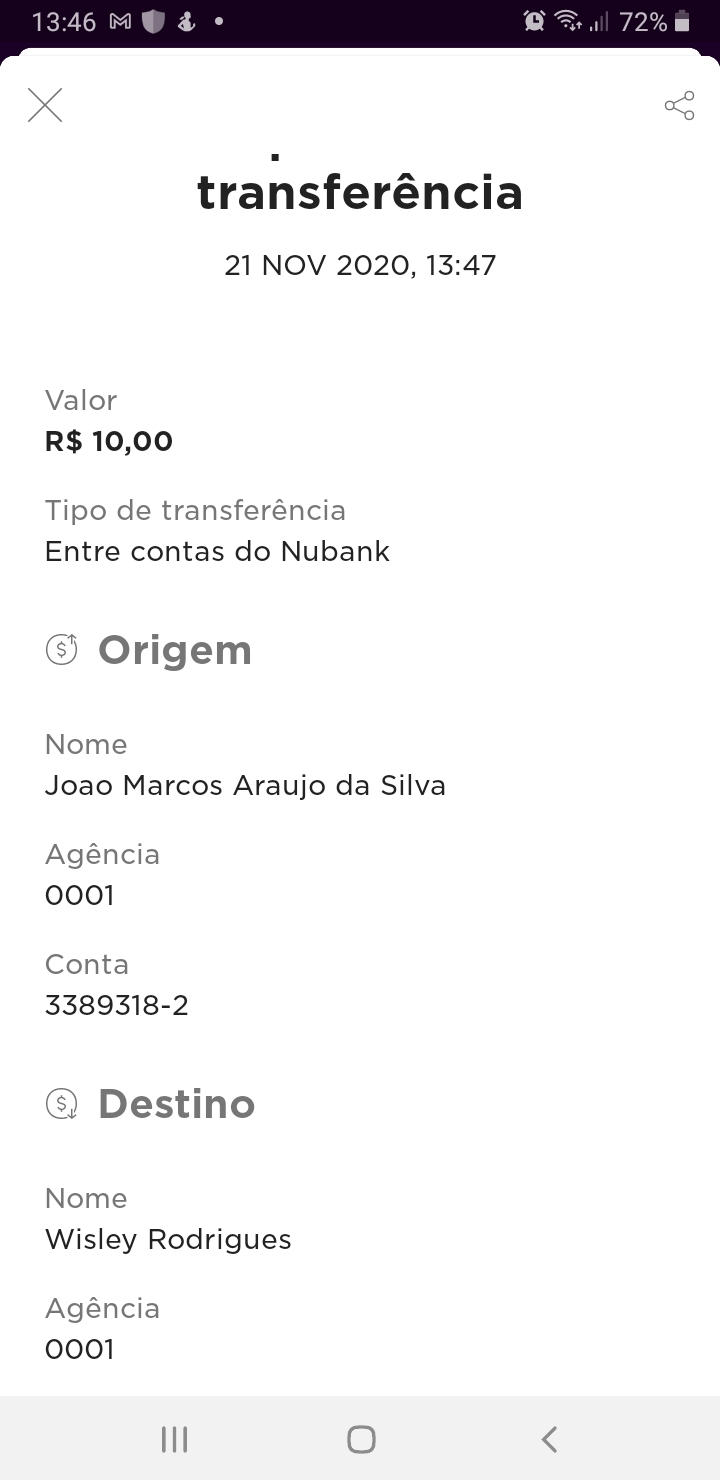 13:46
72%
transferência
21 NOV 2020, 13:47
Valor
R$ 10,00
Tipo de transferência
Entre contas do Nubank
Origem
Nome
Joao Marcos Araujo da Silva
Agência
0001
Conta
3389318-2
Destino
Nome
Wisley Rodrigues
Agência
0001